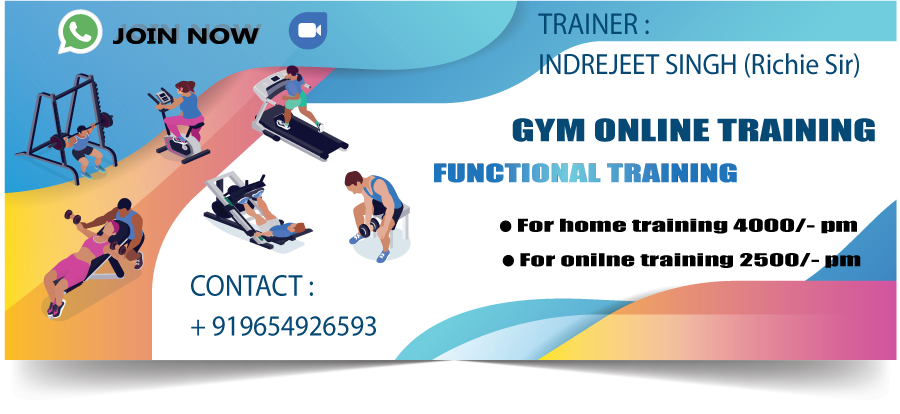 JOIN NOW
TRAINER :
INDREJEET SINGH (Richie Sir)
GYM ONLINE TRAINING
FUNCTIONAL TRAINING
• For home training 4000/- pm
• For onilne training 2500/- pm
CONTACT :
+ 919654926593